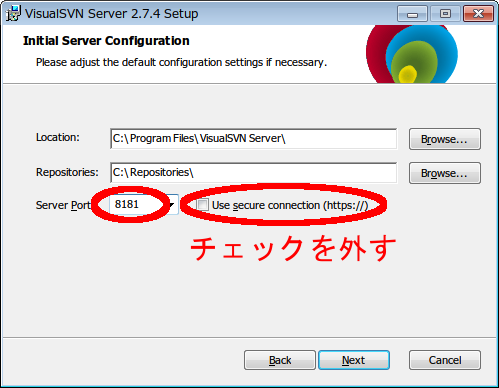 VisualSVN Server 2.7.4 Setup
Initial Server Configuration
Please adjust the default configuration settings if necessary.
Location: C:\Program Files\VisualSVN Server\ Browse...
Repositories: C:\Repositories\ Browse...
Server Port: 8181 Use secure connection (https://)
チェックを外す
Back Next Cancel